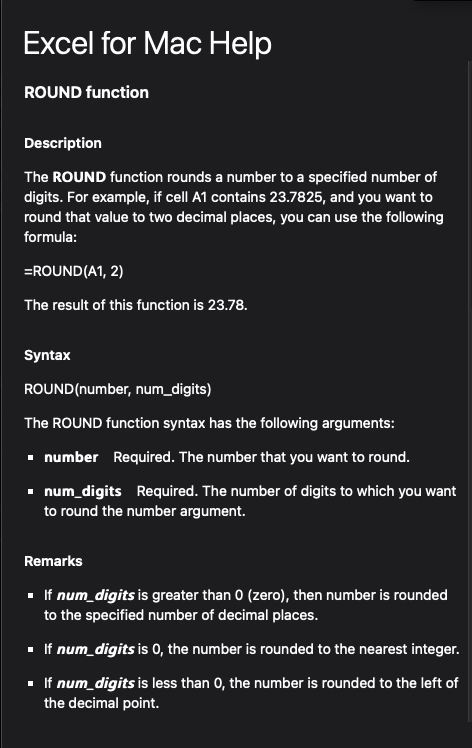 Excel for Mac Help
ROUND function
Description
The ROUND function rounds a number to a specified number of
digits. For example, if cell A1 contains 23.7825, and you want to
round that value to two decimal places, you can use the following
formula:
=ROUND(A1, 2)
The result of this function is 23.78.
Syntax
ROUND(number, num_digits)
The ROUND function syntax has the following arguments:
▪ number Required. The number that you want to round.
▪ num_digits Required. The number of digits to which you want
to round the number argument.
Remarks
▪ If num_digits is greater than 0 (zero), then number is rounded
to the specified number of decimal places.
▪ If num_digits is 0, the number is rounded to the nearest integer.
▪ If num_digits is less than 0, the number is rounded to the left of
the decimal point.